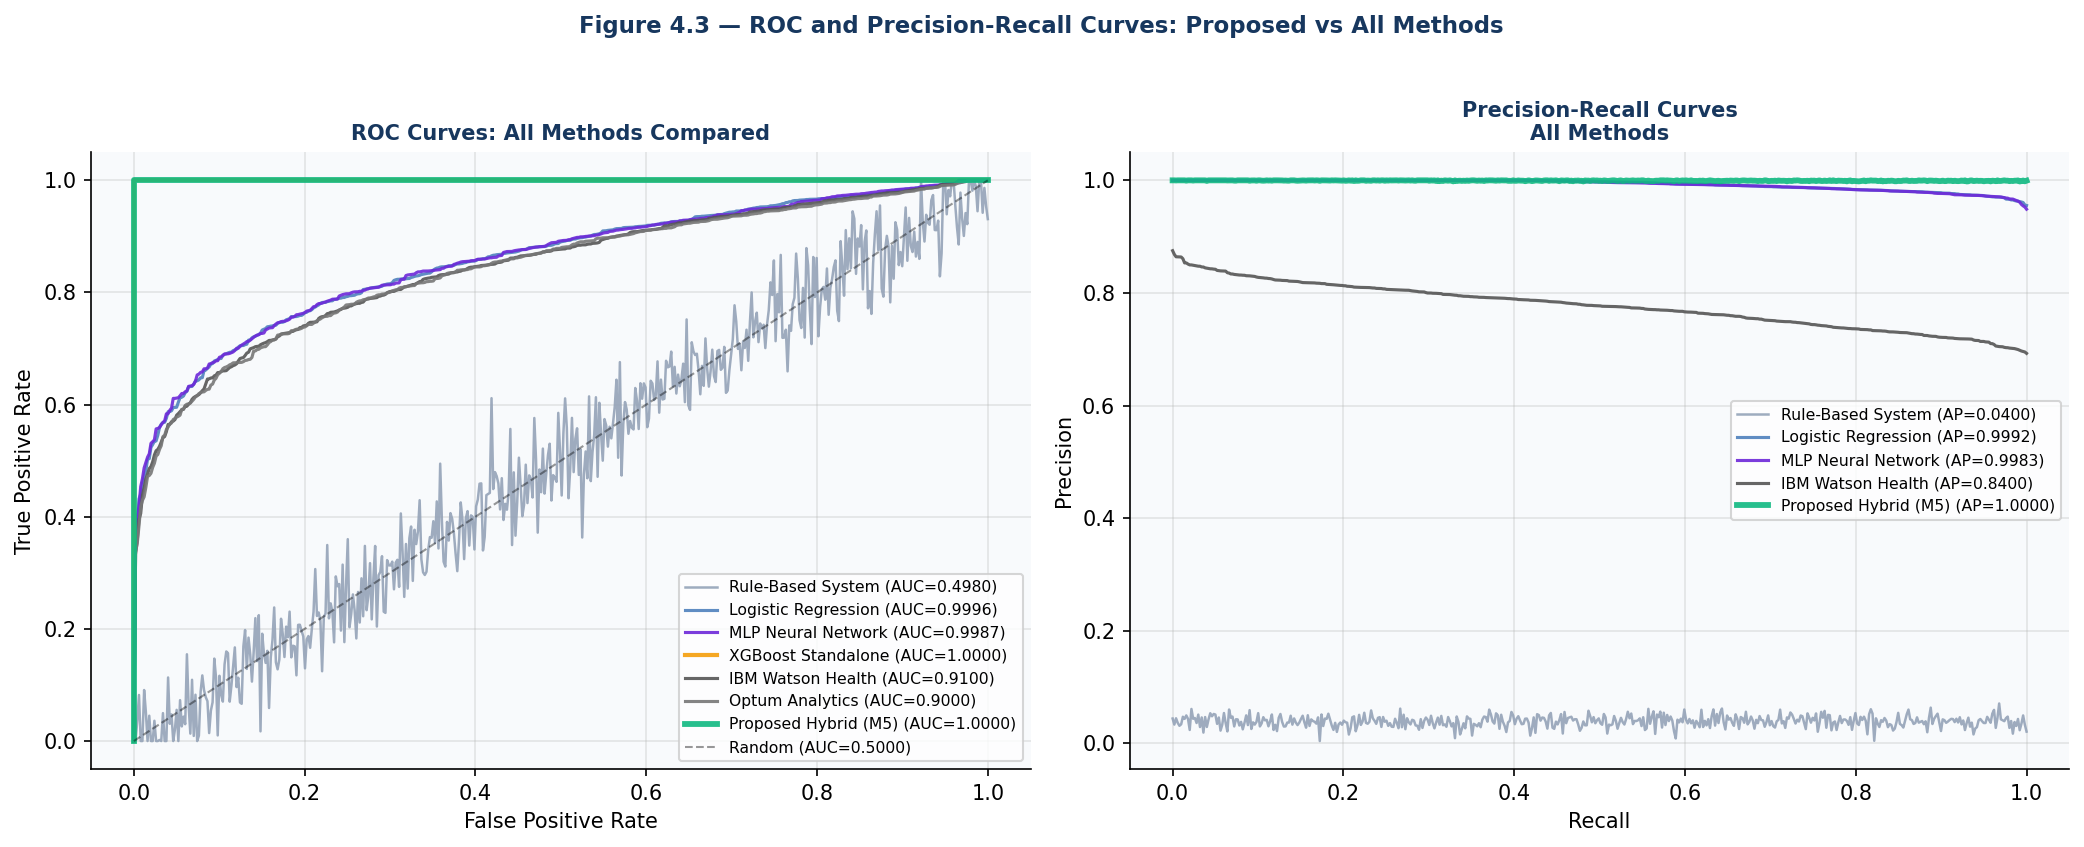 Figure 4.3 — ROC and Precision-Recall Curves: Proposed vs All Methods
ROC Curves: All Methods Compared
True Positive Rate
1.0
0.8
0.6
0.4
0.2
0.0
Rule-Based System (AUC=0.4980)
Logistic Regression (AUC=0.9996)
MLP Neural Network (AUC=0.9987)
XGBoost Standalone (AUC=1.0000)
IBM Watson Health (AUC=0.9100)
Optum Analytics (AUC=0.9000)
Proposed Hybrid (M5) (AUC=1.0000)
Random (AUC=0.5000)
0.0 0.2 0.4 0.6 0.8 1.0
False Positive Rate
Precision-Recall Curves
All Methods
Precision
1.0
0.8
0.6
0.4
0.2
0.0
Rule-Based System (AP=0.0400)
Logistic Regression (AP=0.9992)
MLP Neural Network (AP=0.9983)
IBM Watson Health (AP=0.8400)
Proposed Hybrid (M5) (AP=1.0000)
0.0 0.2 0.4 0.6 0.8 1.0
Recall